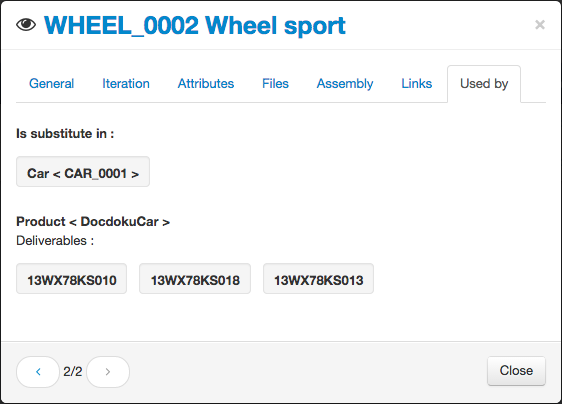 WHEEL_0002 Wheel sport ×
General Iteration Attributes Files Assembly Links Used by
Is substitute in :
Car < CAR_0001 >
Product < DocdokuCar >
Deliverables :
13WX78KS010 13WX78KS018 13WX78KS013
‹ 2/2 › Close